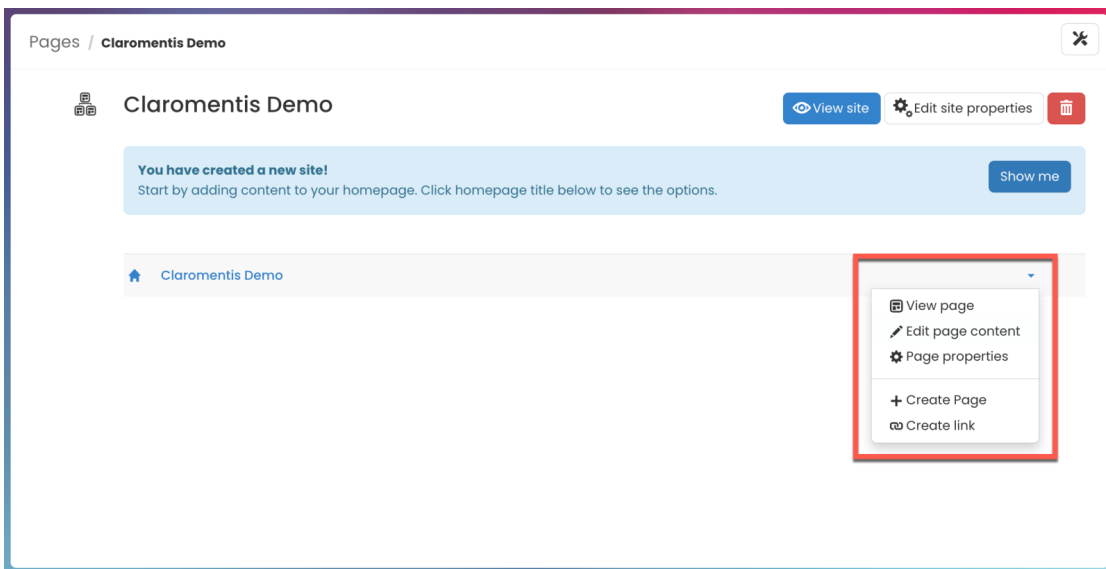 Pages / Claromentis Demo
Claromentis Demo
View site
Edit site properties
You have created a new site!
Start by adding content to your homepage. Click homepage title below to see the options.
Show me
Claromentis Demo
View page
Edit page content
Page properties
Create Page
Create link